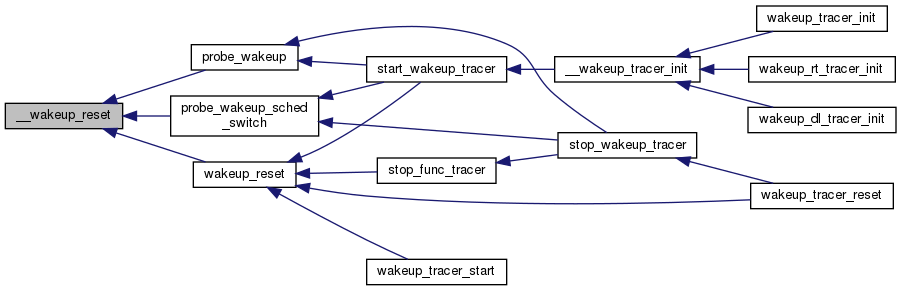 __wakeup_reset
probe_wakeup
probe_wakeup_sched
_switch
wakeup_reset
start_wakeup_tracer
stop_func_tracer
wakeup_tracer_start
__wakeup_tracer_init
stop_wakeup_tracer
wakeup_tracer_init
wakeup_rt_tracer_init
wakeup_dl_tracer_init
wakeup_tracer_reset